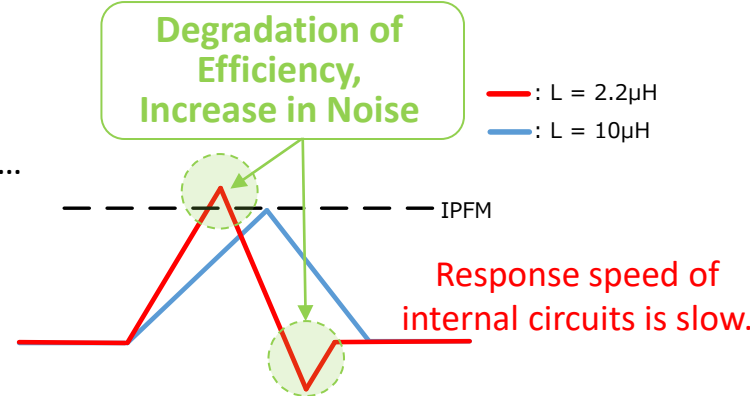 Degradation of
Efficiency,
Increase in Noise
: L = 2.2µH
: L = 10µH
...
IPFM
Response speed of
internal circuits is slow.